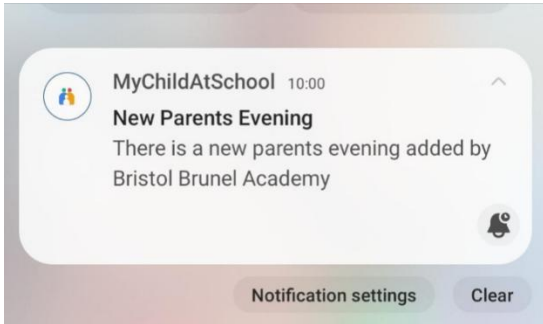 MyChildAtSchool 10:00
New Parents Evening
There is a new parents evening added by
Bristol Brunel Academy
Notification settings
Clear